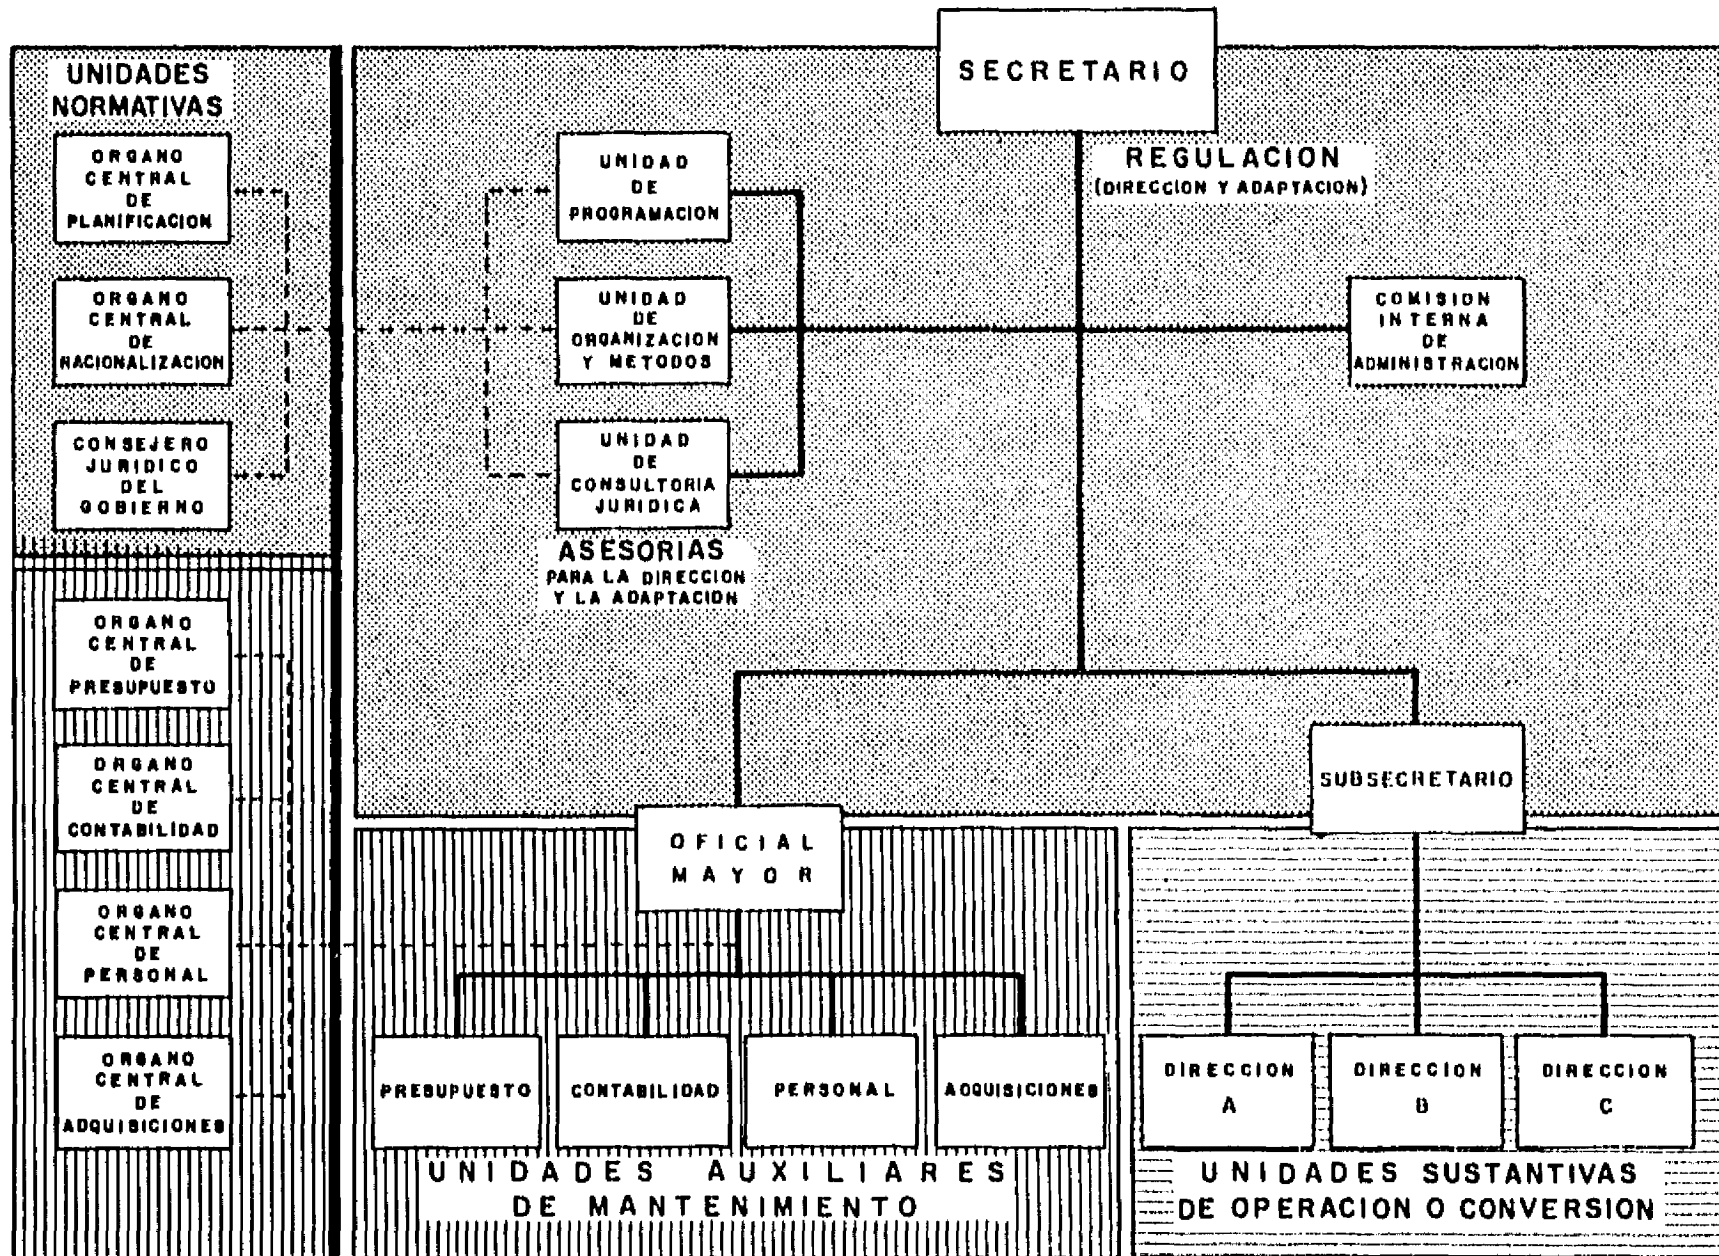 SECRETARIO
UNIDADES
NORMATIVAS
ORGANO
CENTRAL
DE
PLANIFICACION
ORGANO
CENTRAL
DE
RACIONALIZACION
CONSEJERO
JURIDICO
DEL
GOBIERNO
ORGANO
CENTRAL
DE
PRESUPUESTO
ORGANO
CENTRAL
DE
CONTABILIDAD
ORGANO
CENTRAL
DE
PERSONAL
ORGANO
CENTRAL
DE
ADQUISICIONES
REGULACION
(DIRECCION Y ADAPTACION)
UNIDAD
DE
PROGRAMACION
UNIDAD
DE
ORGANIZACION
Y METODOS
UNIDAD
DE
CONSULTORIA
JURIDICA
ASESORIAS
PARA LA DIRECCION
Y LA ADAPTACION
COMISION
INTERNA
DE
ADMINISTRACION
OFICIAL
MAYOR
SUBSECRETARIO
PRESUPUESTO
CONTABILIDAD
PERSONAL
ADQUISICIONES
UNIDADES AUXILIARES
DE MANTENIMIENTO
DIRECCION
A
DIRECCION
B
DIRECCION
C
UNIDADES SUSTANTIVAS
DE OPERACION O CONVERSION